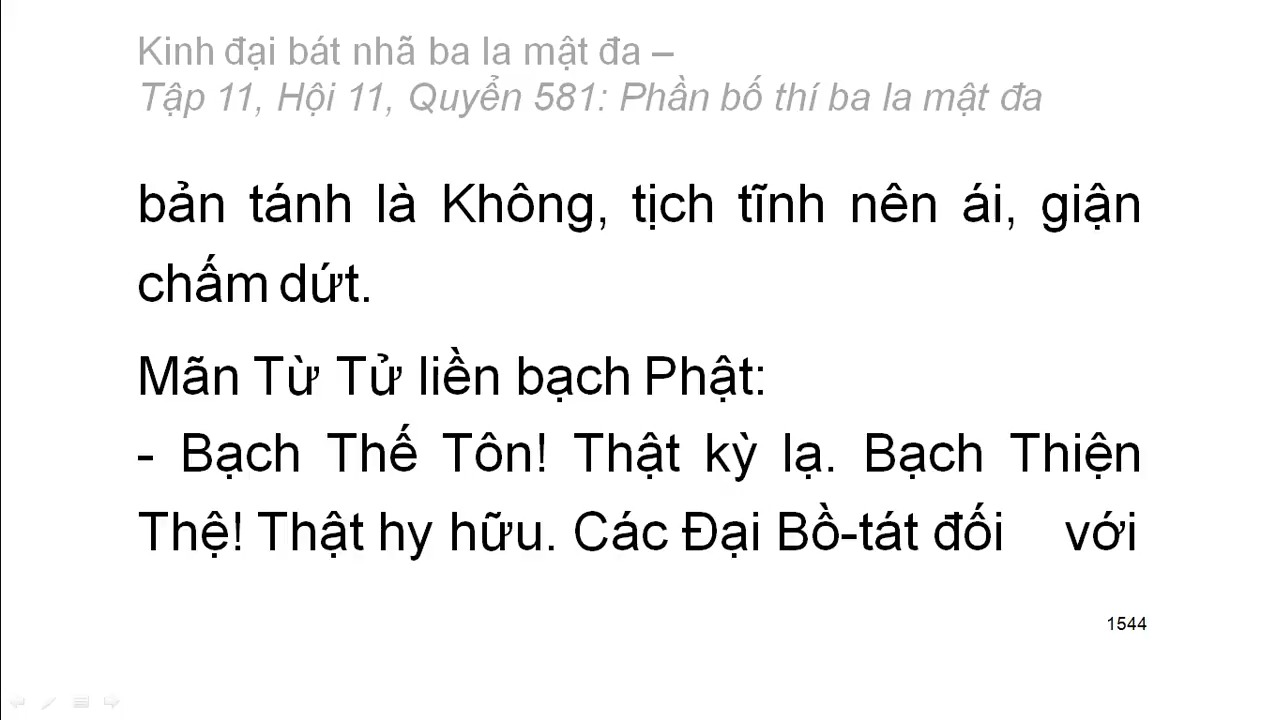 Kinh đại bát nhã ba la mật đa –
Tập 11, Hội 11, Quyển 581: Phần bố thí ba la mật đa
bản tánh là Không, tịch tĩnh nên ái, giận
chấm dứt.
Mãn Từ Tử liền bạch Phật:
- Bạch Thế Tôn! Thật kỳ lạ. Bạch Thiện
Thệ! Thật hy hữu. Các Đại Bồ-tát đối với
1544